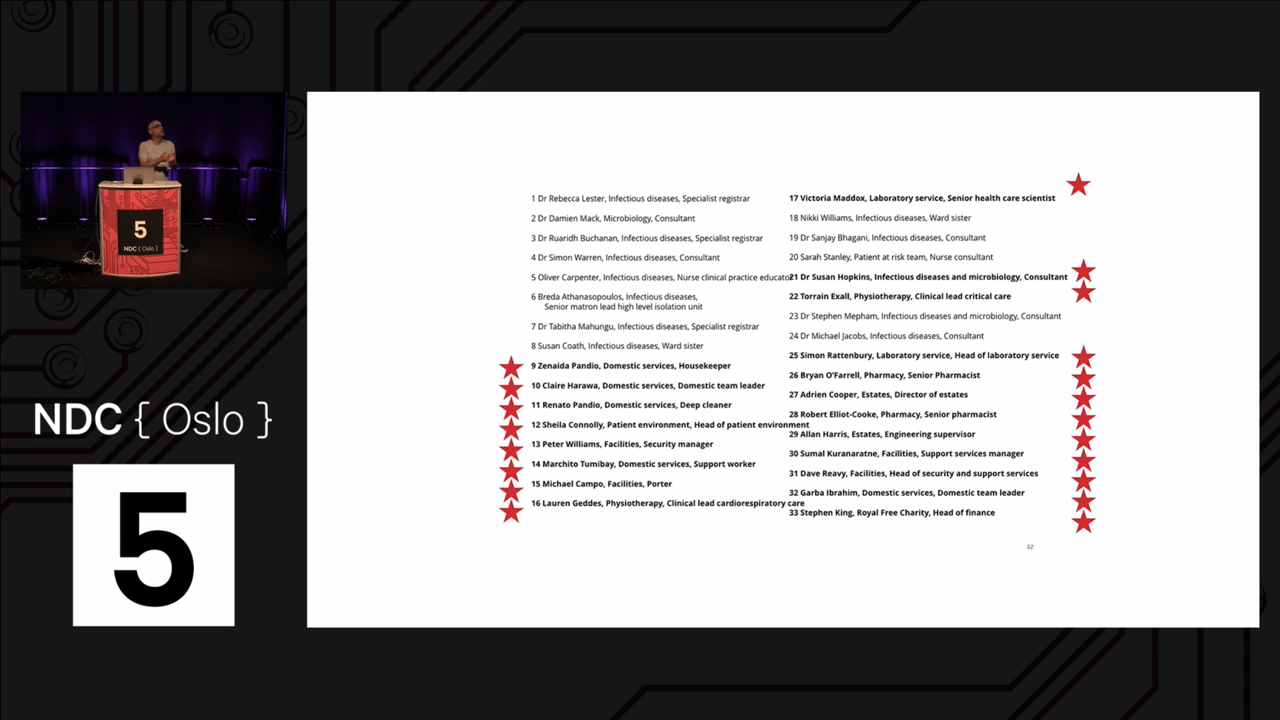 5
NDC { Oslo }
NDC { Oslo }
5
1 Dr Rebecca Lester, Infectious diseases, Specialist registrar
2 Dr Damien Mack, Microbiology, Consultant
3 Dr Ruaridh Buchanan, Infectious diseases, Specialist registrar
4 Dr Simon Warren, Infectious diseases, Consultant
5 Oliver Carpenter, Infectious diseases, Nurse clinical practice educator
6 Breda Athanasopoulos, Infectious diseases,
Senior matron lead high level isolation unit
7 Dr Tabitha Mahungu, Infectious diseases, Specialist registrar
8 Susan Coath, Infectious diseases, Ward sister
9 Zenaida Pandio, Domestic services, Housekeeper
10 Claire Harawa, Domestic services, Domestic team leader
11 Renato Pandio, Domestic services, Deep cleaner
12 Sheila Connolly, Patient environment, Head of patient environment
13 Peter Williams, Facilities, Security manager
14 Marchito Tumibay, Domestic services, Support worker
15 Michael Campo, Facilities, Porter
16 Lauren Geddes, Physiotherapy, Clinical lead cardiorespiratory care
17 Victoria Maddox, Laboratory service, Senior health care scientist
18 Nikki Williams, Infectious diseases, Ward sister
19 Dr Sanjay Bhagani, Infectious diseases, Consultant
20 Sarah Stanley, Patient at risk team, Nurse consultant
21 Dr Susan Hopkins, Infectious diseases and microbiology, Consultant
22 Torrain Exall, Physiotherapy, Clinical lead critical care
23 Dr Stephen Mepham, Infectious diseases and microbiology, Consultant
24 Dr Michael Jacobs, Infectious diseases, Consultant
25 Simon Rattenbury, Laboratory service, Head of laboratory service
26 Bryan O'Farrell, Pharmacy, Senior Pharmacist
27 Adrien Cooper, Estates, Director of estates
28 Robert Elliot-Cooke, Pharmacy, Senior pharmacist
29 Allan Harris, Estates, Engineering supervisor
30 Sumal Kuranaratne, Facilities, Support services manager
31 Dave Reavy, Facilities, Head of security and support services
32 Garba Ibrahim, Domestic services, Domestic team leader
33 Stephen King, Royal Free Charity, Head of finance
52